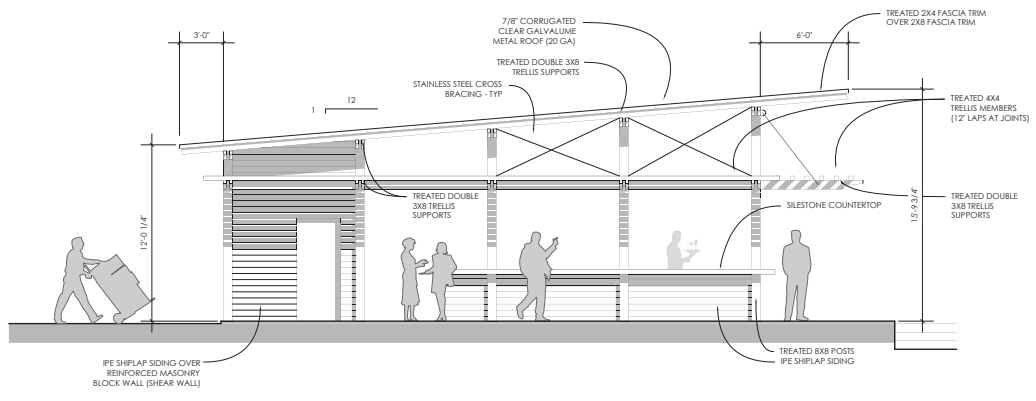 TREATED 2X4 FASCIA TRIM
OVER 2X8 FASCIA TRIM
7/8" CORRUGATED
CLEAR GALVALUME
METAL ROOF (20 GA)
3'-0"
6'-0"
TREATED DOUBLE 3X8
TRELLIS SUPPORTS
STAINLESS STEEL CROSS
BRACING - TYP
12
1
TREATED 4X4
TRELLIS MEMBERS
(12" LAPS AT JOINTS)
TREATED DOUBLE
3X8 TRELLIS
SUPPORTS
SILESTONE COUNTERTOP
TREATED DOUBLE
3X8 TRELLIS
SUPPORTS
12'-0 1/4"
15'-9 3/4"
IPE SHIPLAP SIDING OVER
REINFORCED MASONRY
BLOCK WALL (SHEAR WALL)
TREATED 8X8 POSTS
IPE SHIPLAP SIDING